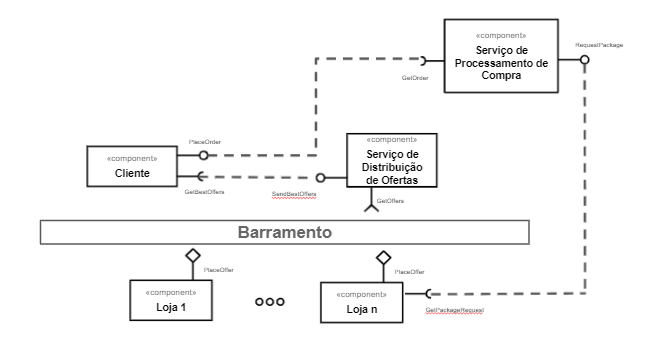 «component»
Serviço de
Processamento de
Compra
RequestPackage
GetOrder
PlaceOrder
«component»
Cliente
GetBestOffers
SendBestOffers
«component»
Serviço de
Distribuição
de Ofertas
GetOffers
Barramento
PlaceOffer
PlaceOffer
«component»
Loja 1
«component»
Loja n
GetPackageRequest